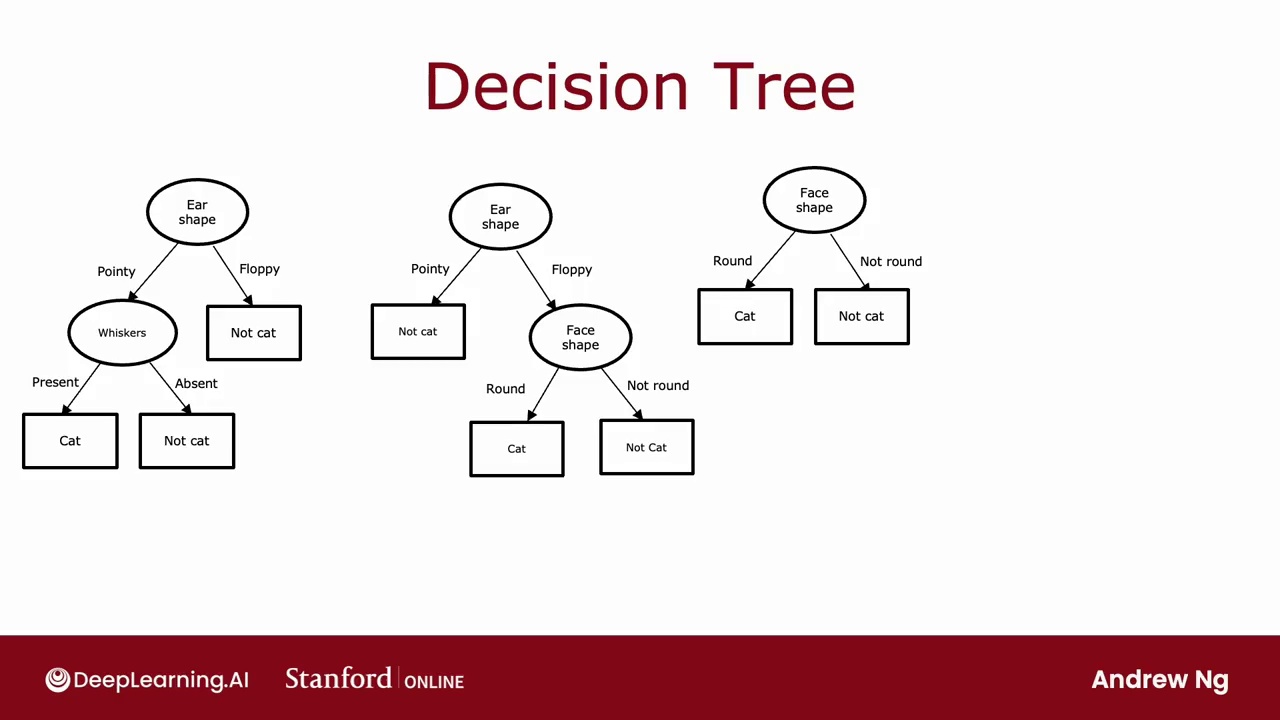 Decision Tree
Ear
shape
Pointy
Floppy
Whiskers
Not cat
Present
Absent
Cat
Not cat
Ear
shape
Pointy
Floppy
Not cat
Face
shape
Round
Not round
Cat
Not Cat
Face
shape
Round
Not round
Cat
Not cat
DeepLearning.AI
Stanford ONLINE
Andrew Ng